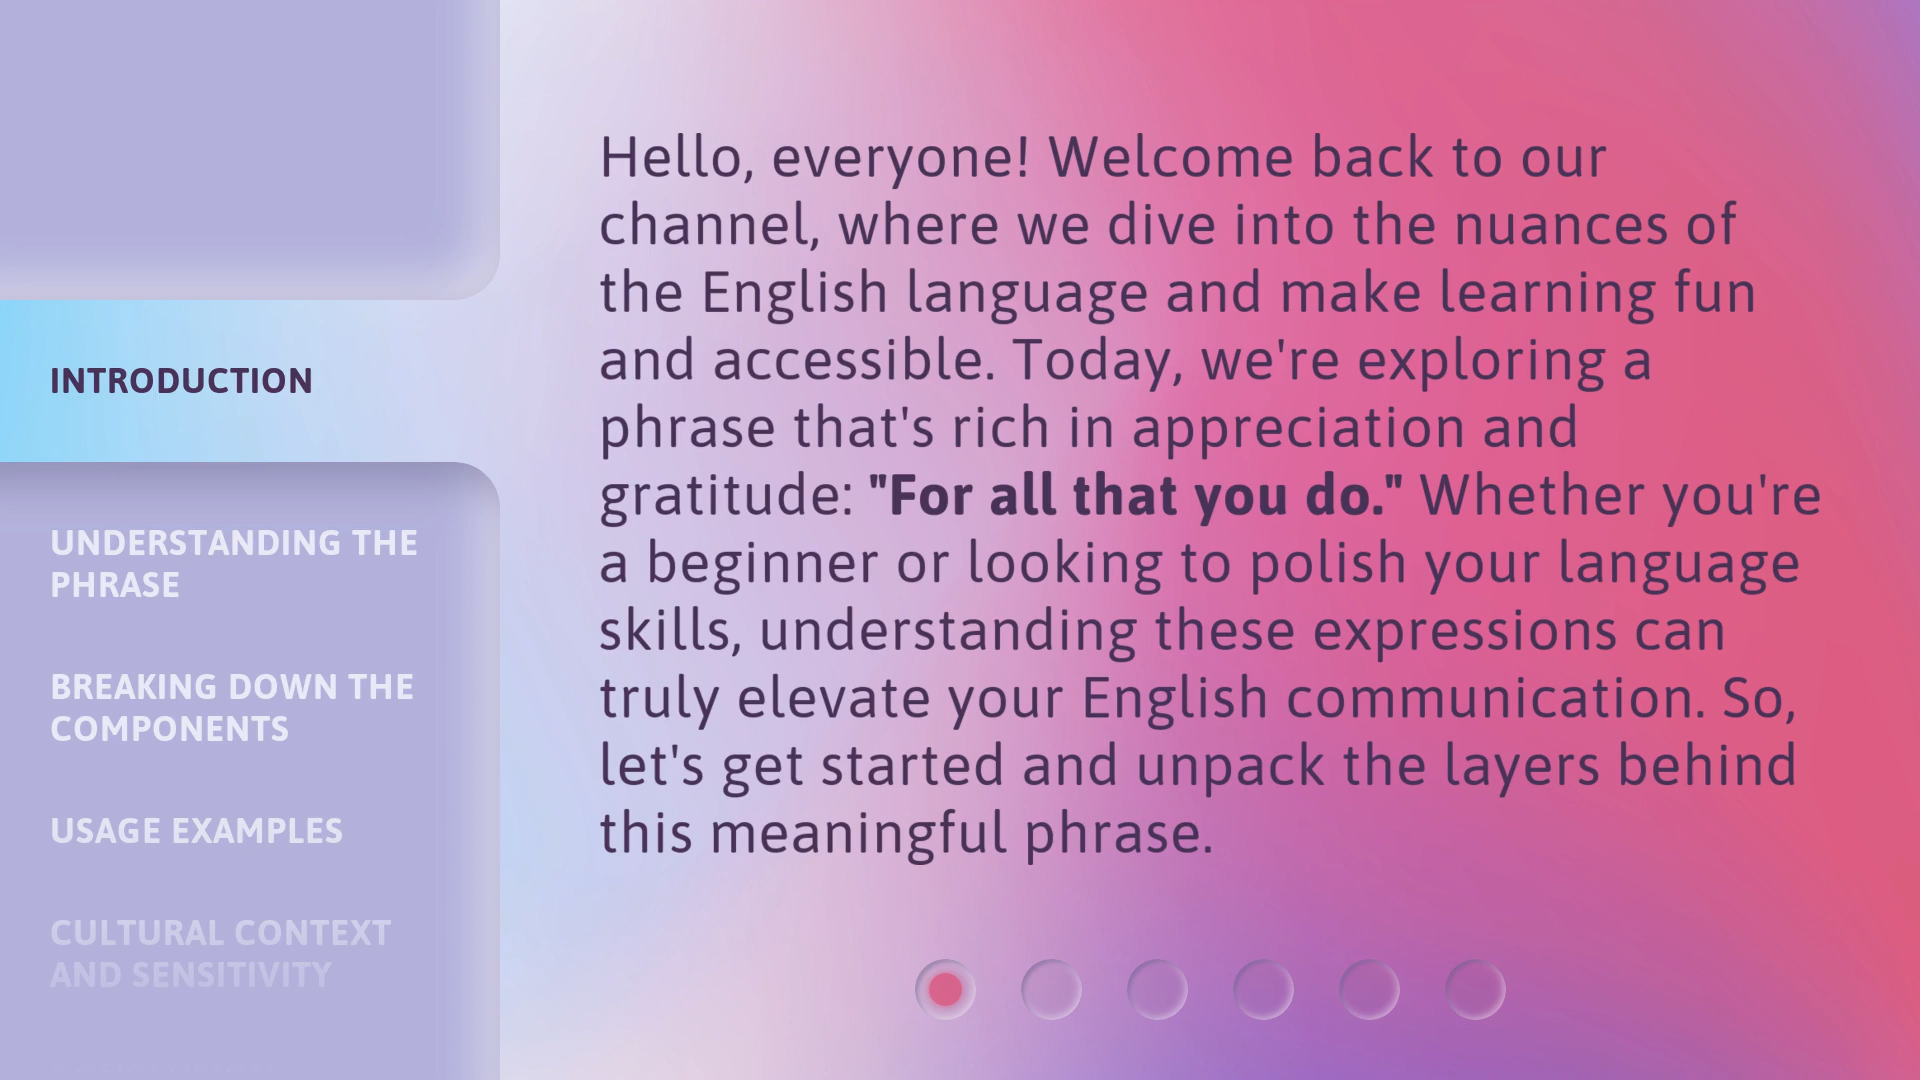 INTRODUCTION
UNDERSTANDING THE
PHRASE
BREAKING DOWN THE
COMPONENTS
USAGE EXAMPLES
CULTURAL CONTEXT
AND SENSITIVITY
Hello, everyone! Welcome back to our
channel, where we dive into the nuances of
the English language and make learning fun
and accessible. Today, we're exploring a
phrase that's rich in appreciation and
gratitude: "For all that you do." Whether you're
a beginner or looking to polish your language
skills, understanding these expressions can
truly elevate your English communication. So,
let's get started and unpack the layers behind
this meaningful phrase.